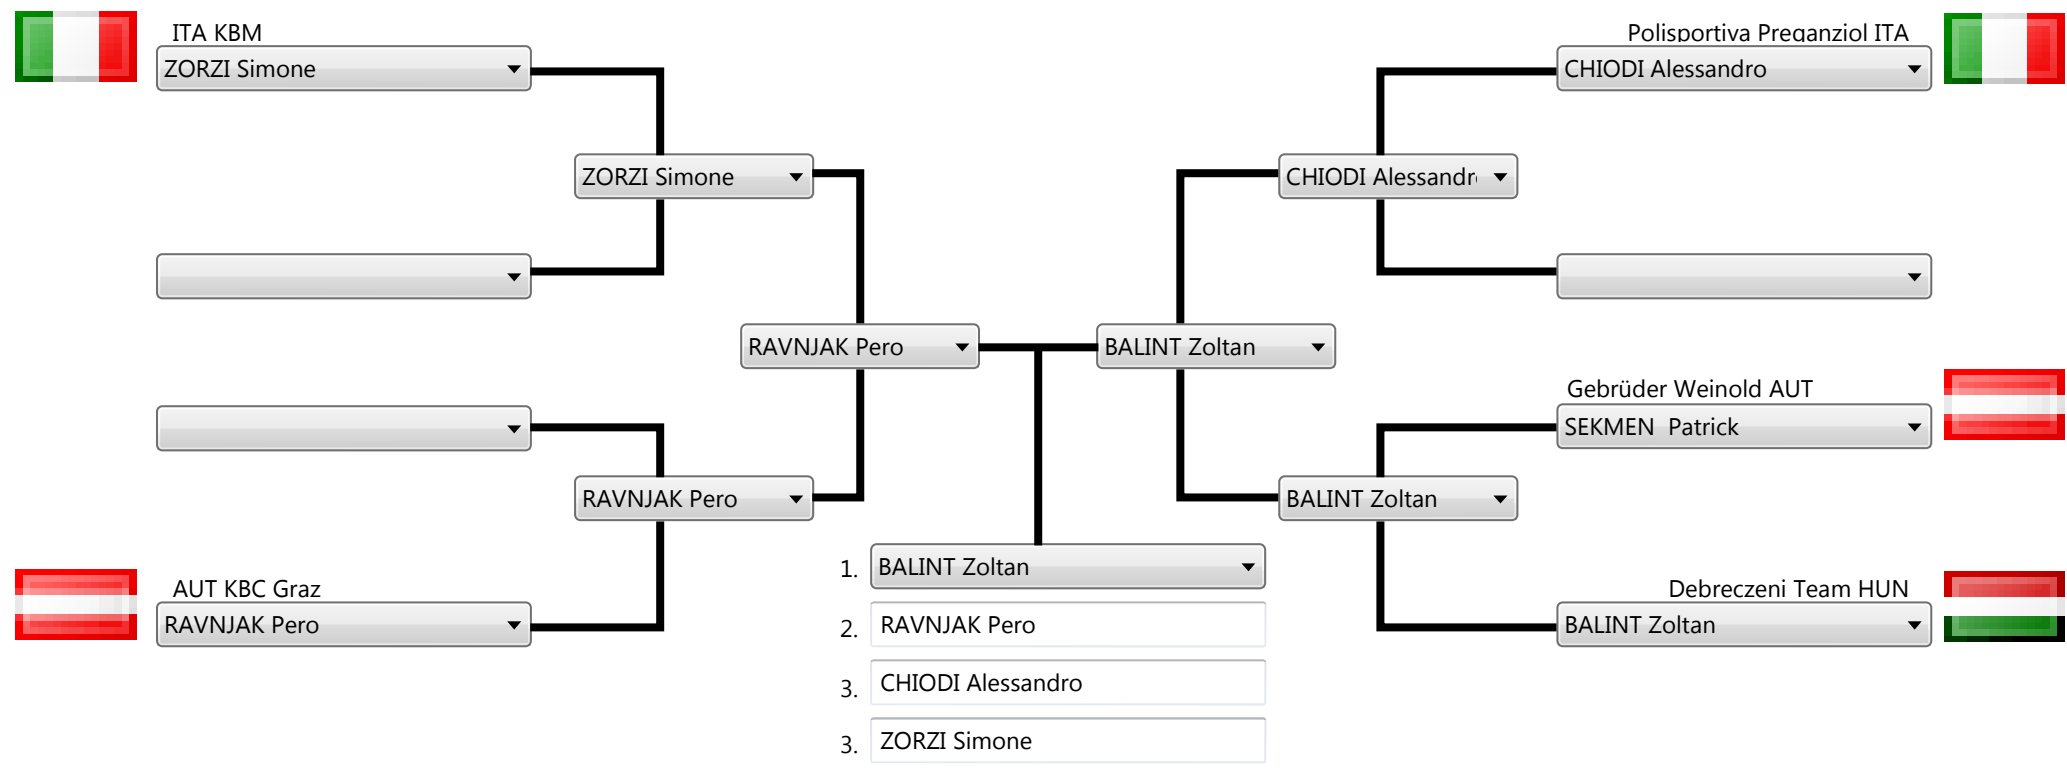 ITA KBM
ZORZI Simone
Polisportiva Preganziol ITA
CHIODI Alessandro
ZORZI Simone
CHIODI Alessandr
RAVNJAK Pero
BALINT Zoltan
Gebrüder Weinold AUT
SEKMEN Patrick
RAVNJAK Pero
BALINT Zoltan
AUT KBC Graz
RAVNJAK Pero
Debreczeni Team HUN
BALINT Zoltan
1. BALINT Zoltan
2. RAVNJAK Pero
3. CHIODI Alessandro
3. ZORZI Simone